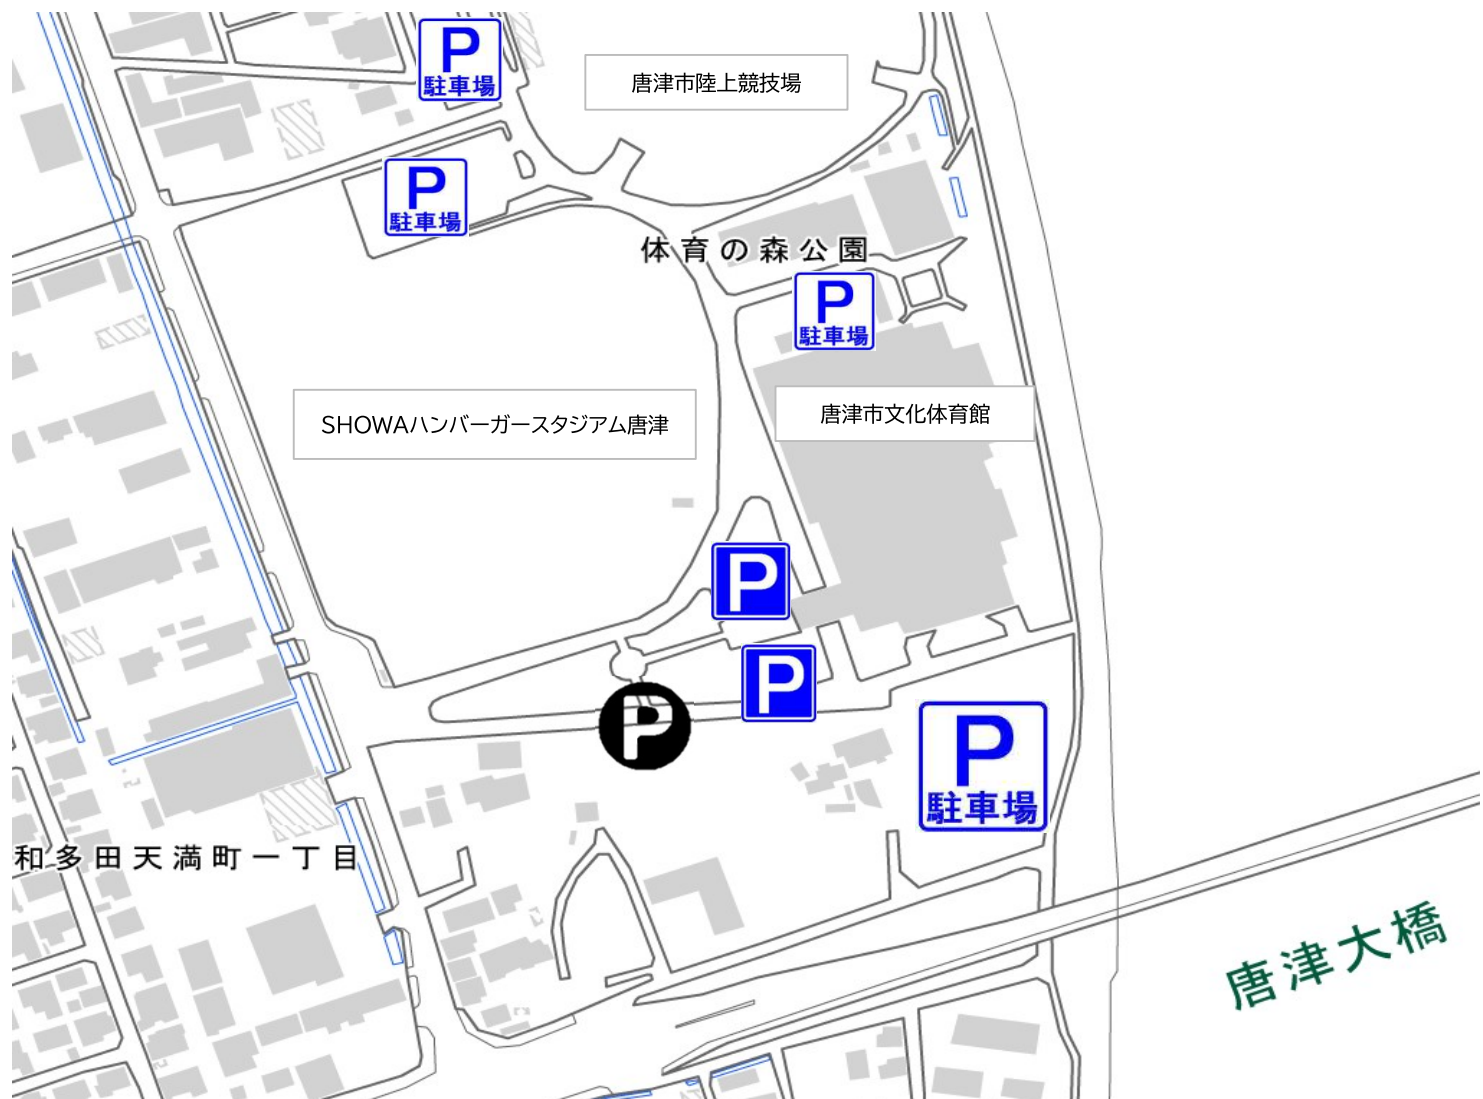 P
駐車場
唐津市陸上競技場
P
駐車場
体育の森公園
P
駐車場
SHOWAハンバーガースタジアム唐津
唐津市文化体育館
P
P
P
P
駐車場
和多田天満町一丁目
唐津大橋